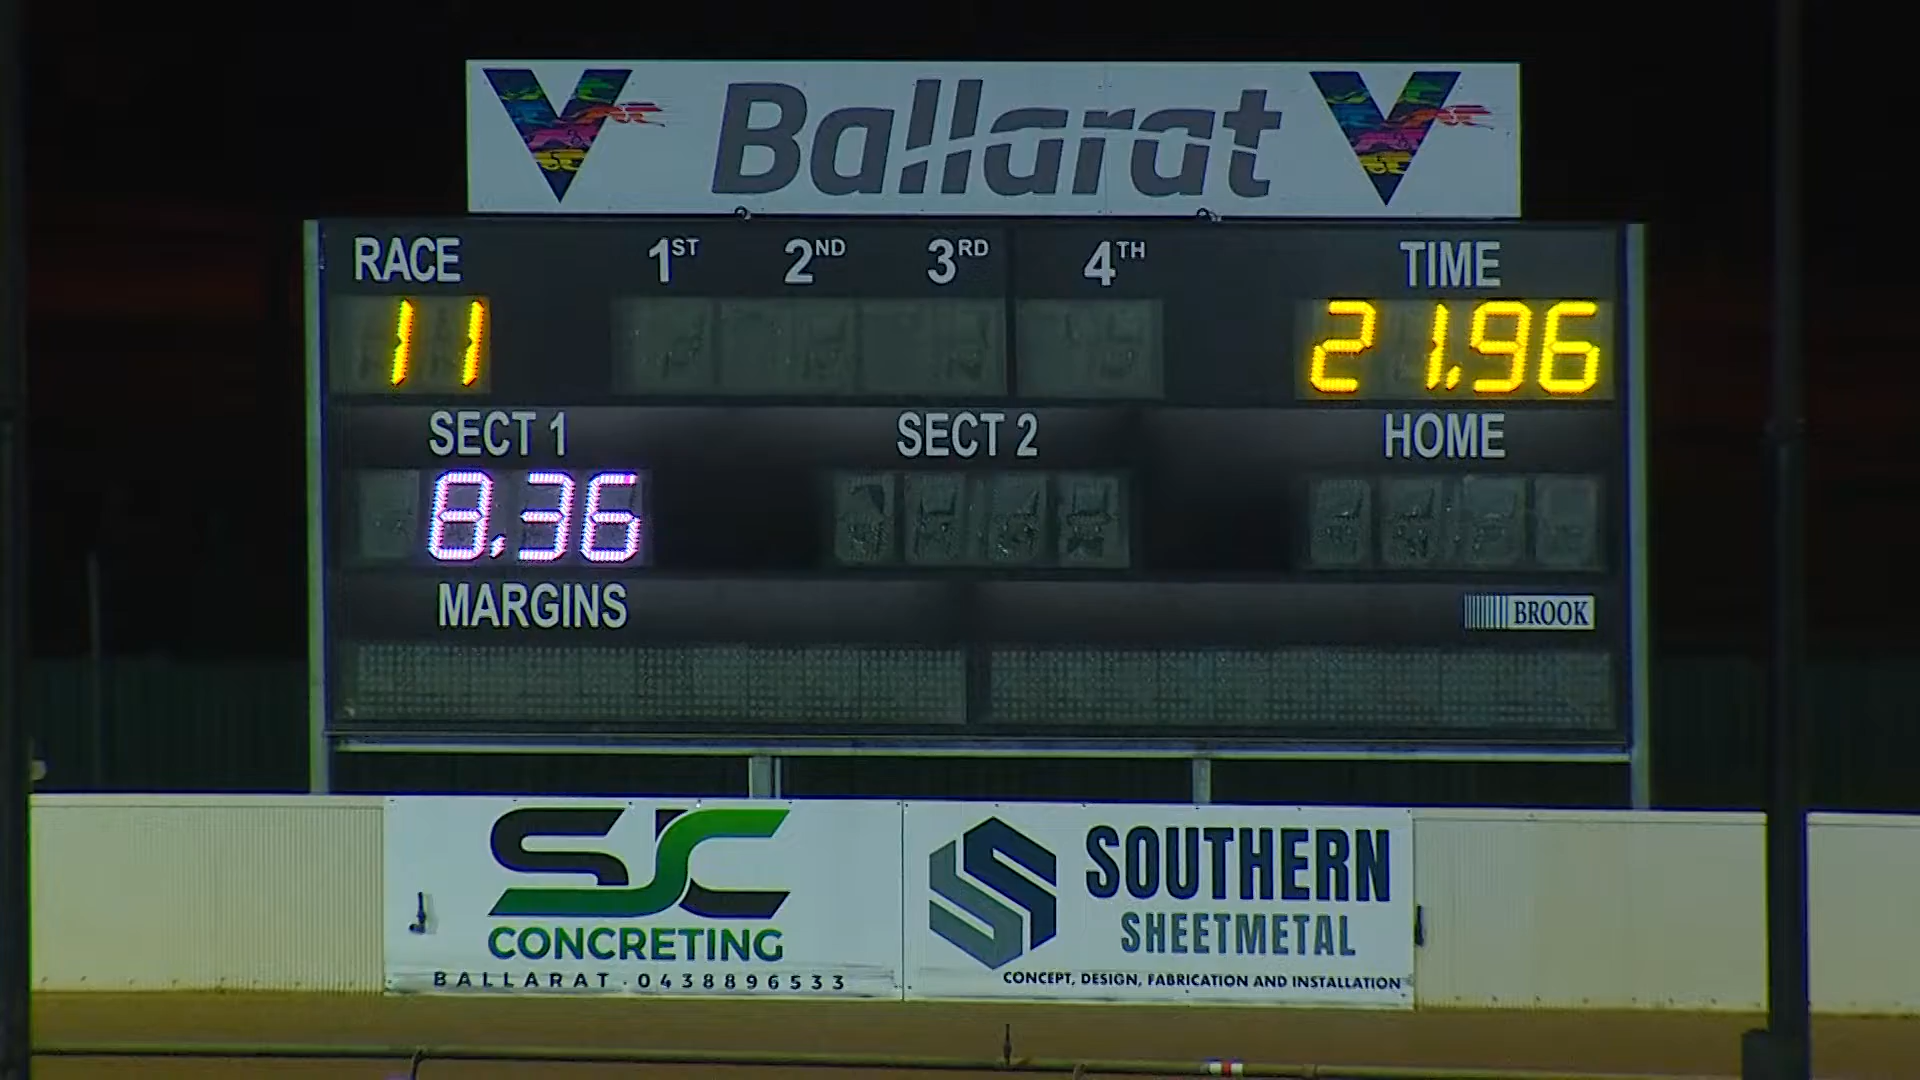 Ballarat
RACE 1ST 2ND 3RD 4TH TIME
11 21.96
SECT 1 SECT 2 HOME
8.36
MARGINS
BROOK
SJC
CONCRETING
BALLARAT · 0438896533
SOUTHERN
SHEETMETAL
CONCEPT, DESIGN, FABRICATION AND INSTALLATION